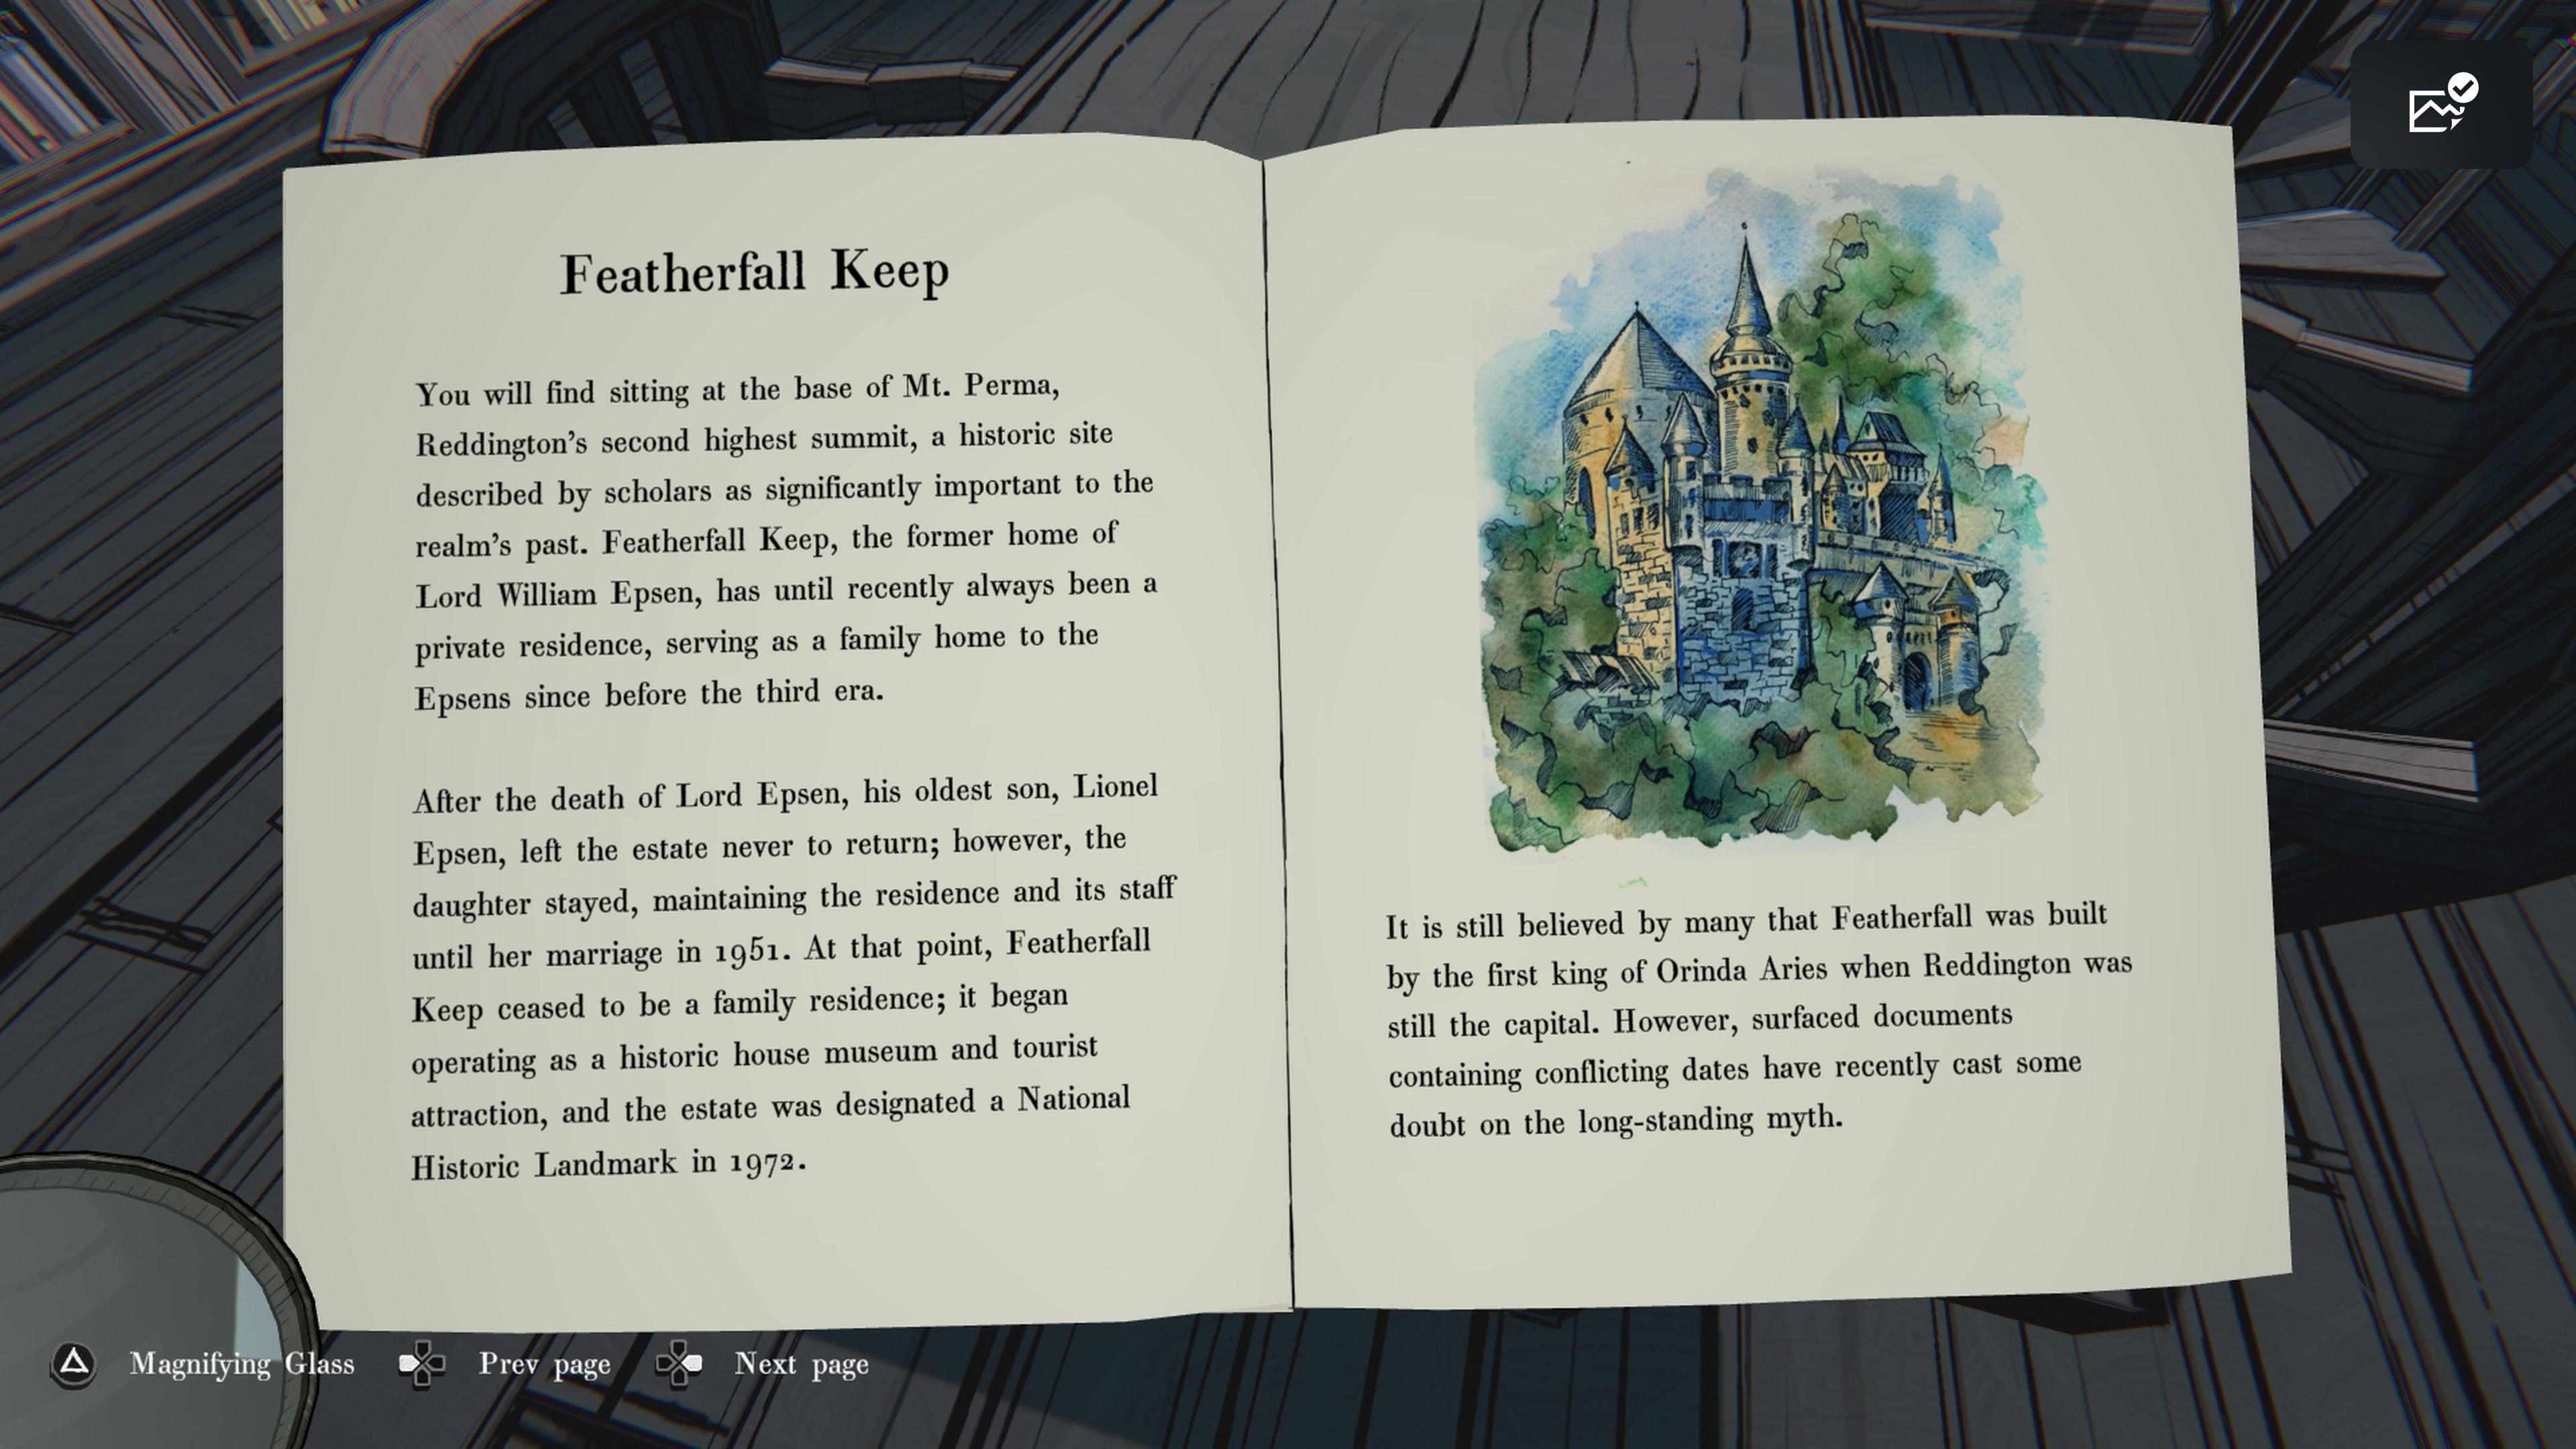 Featherfall Keep
You will find sitting at the base of Mt. Perma,
Reddington's second highest summit, a historic site
described by scholars as significantly important to the
realm's past. Featherfall Keep, the former home of
Lord William Epsen, has until recently always been a
private residence, serving as a family home to the
Epsens since before the third era.
After the death of Lord Epsen, his oldest son, Lionel
Epsen, left the estate never to return; however, the
daughter stayed, maintaining the residence and its staff
until her marriage in 1951. At that point, Featherfall
Keep ceased to be a family residence; it began
operating as a historic house museum and tourist
attraction, and the estate was designated a National
Historic Landmark in 1972.
It is still believed by many that Featherfall was built
by the first king of Orinda Aries when Reddington was
still the capital. However, surfaced documents
containing conflicting dates have recently cast some
doubt on the long-standing myth.
Magnifying Glass Prev page Next page